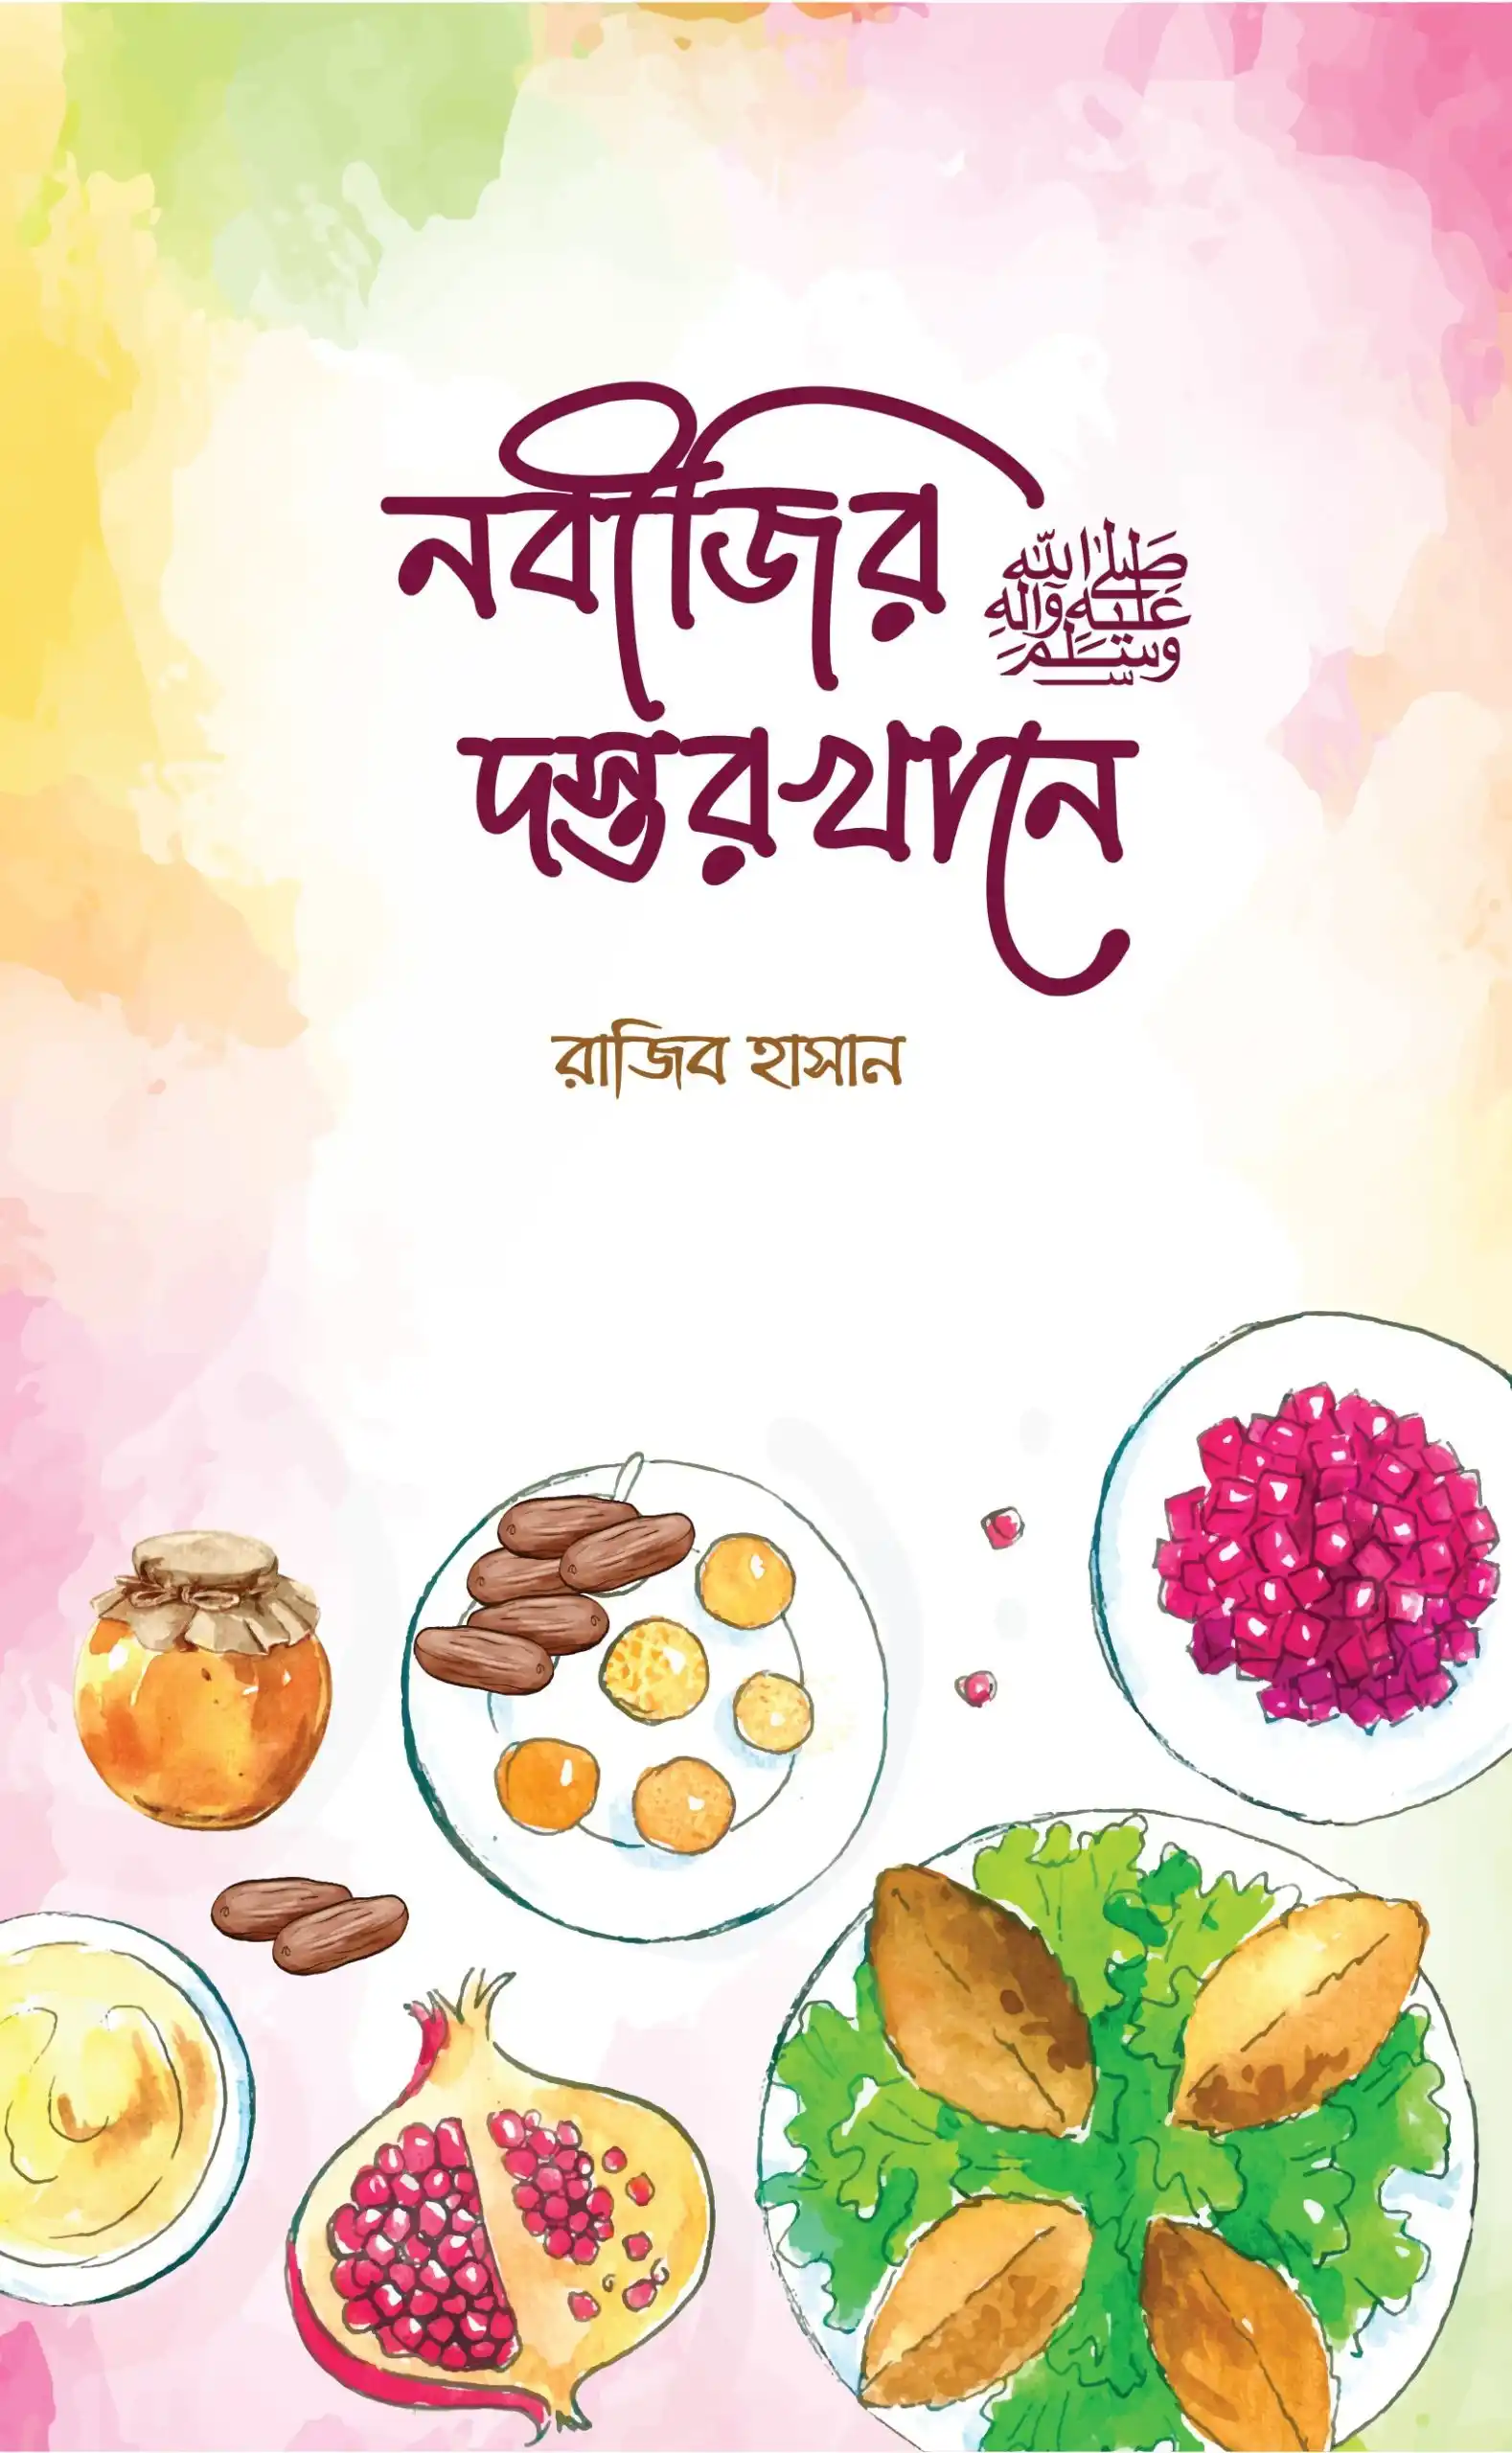 নবীজির
صلى الله عليه وآله وسلم
দস্তরখানে
রাজিব হাসান